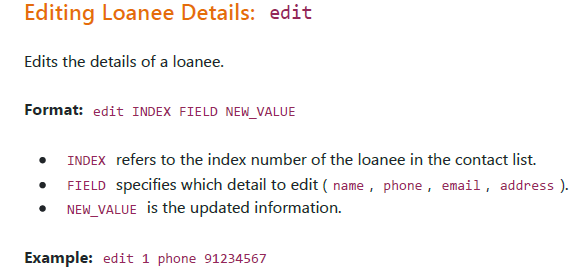 Editing Loanee Details: edit
Edits the details of a loanee.
Format: edit INDEX FIELD NEW_VALUE
• INDEX refers to the index number of the loanee in the contact list.
• FIELD specifies which detail to edit ( name , phone , email , address ).
• NEW_VALUE is the updated information.
Example: edit 1 phone 91234567